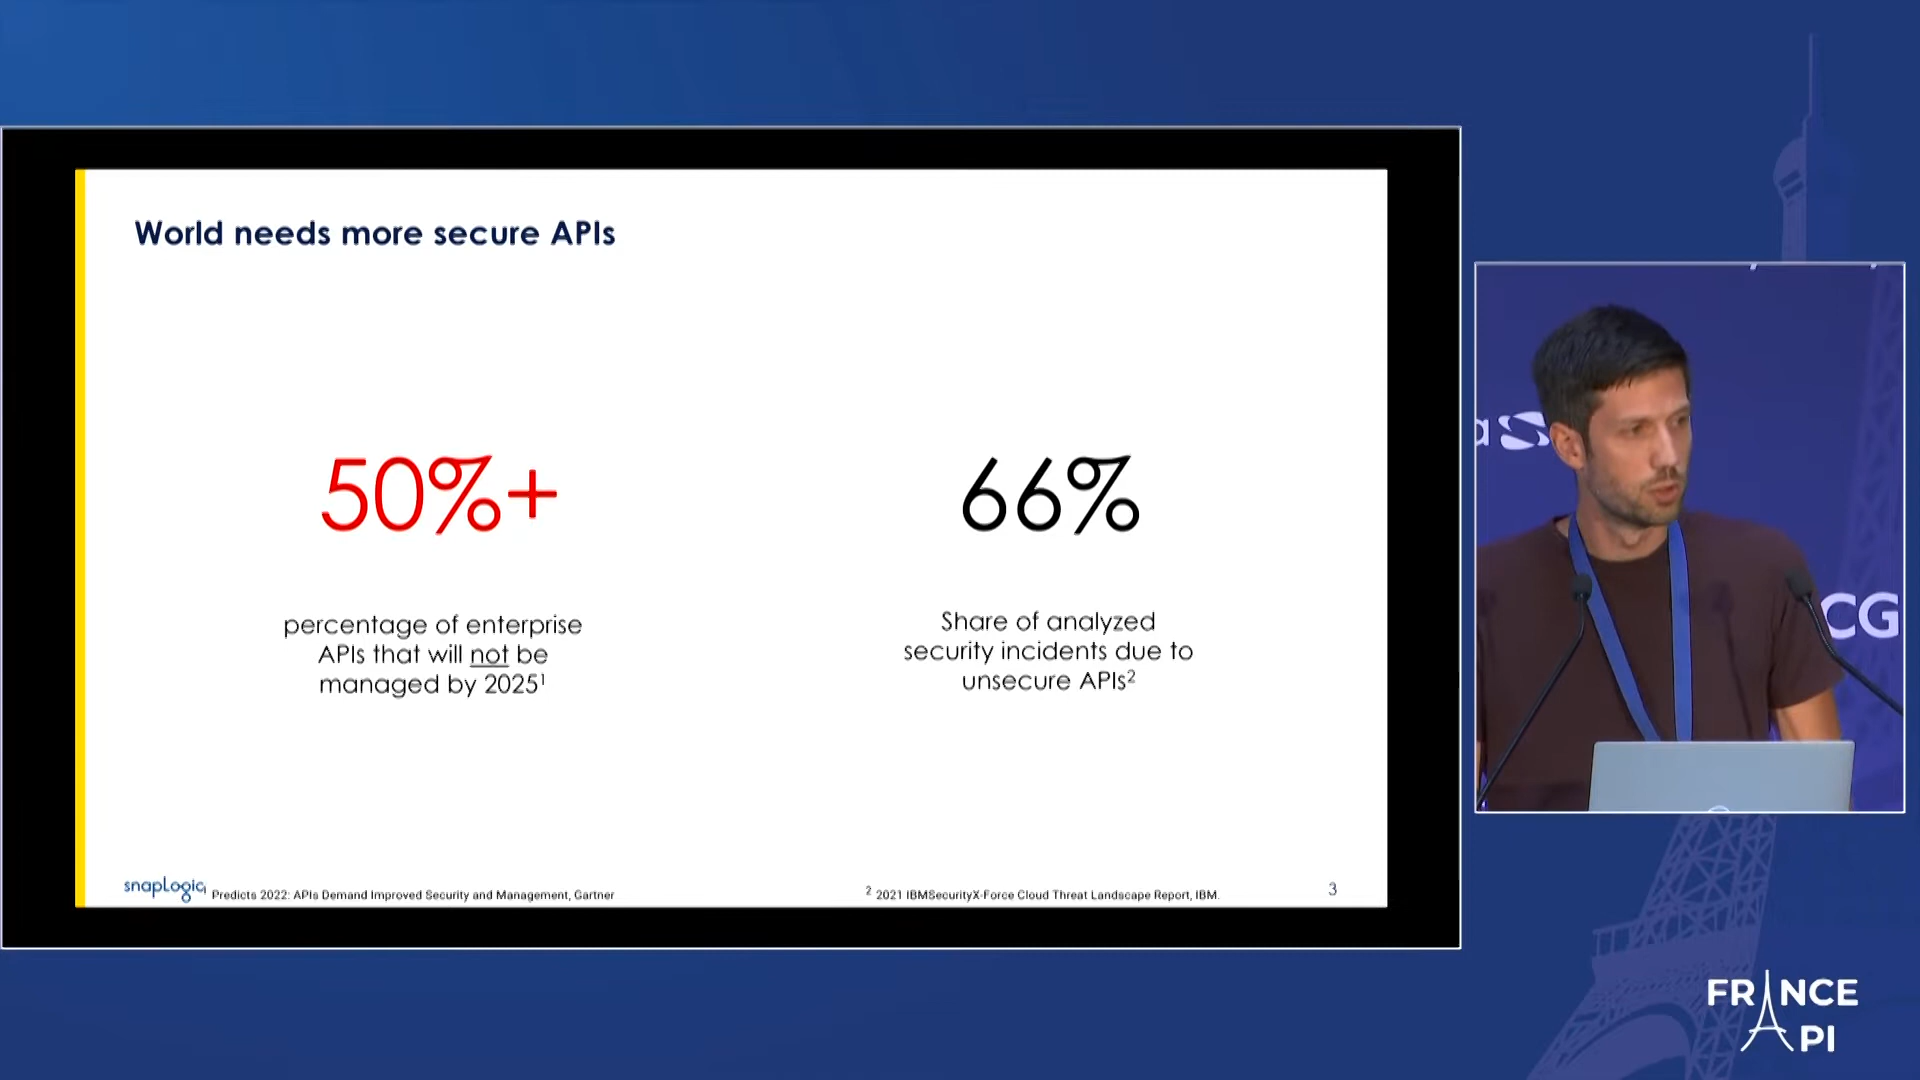 World needs more secure APIs
50%+
percentage of enterprise
APIs that will not be
managed by 2025¹
66%
Share of analyzed
security incidents due to
unsecure APIs²
snapLogic
1 Predicts 2022: APIs Demand Improved Security and Management, Gartner
2 2021 IBMSecurityX-Force Cloud Threat Landscape Report, IBM.
3
a
CG
FRANCE
API